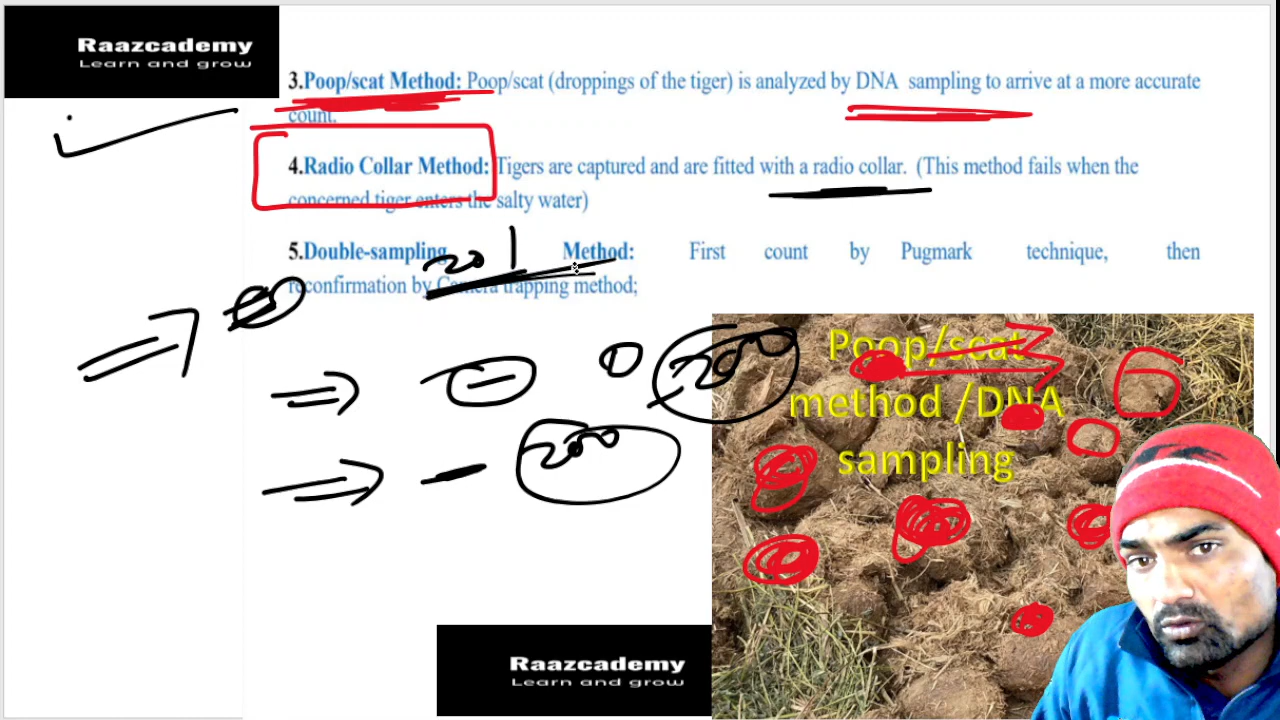 Raazcademy
Learn and grow
3.Poop/scat Method: Poop/scat (droppings of the tiger) is analyzed by DNA sampling to arrive at a more accurate
count.
4.Radio Collar Method: Tigers are captured and are fitted with a radio collar. (This method fails when the
concerned tiger enters the salty water)
5.Double-sampling Method: First count by Pugmark technique, then
reconfirmation by Camera trapping method;
201
200
200
Poop/scat
method /DNA
sampling
Raazcademy
Learn and grow